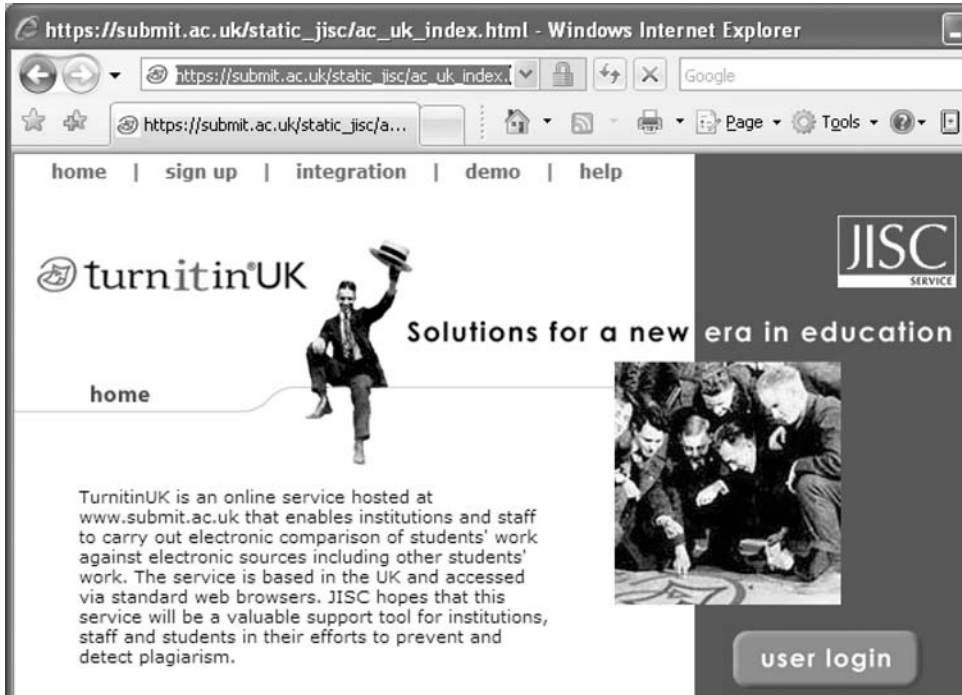 https://submit.ac.uk/static_jisc/ac_uk_index.html - Windows Internet Explorer
https://submit.ac.uk/static_jisc/ac_uk_index.
Google
https://submit.ac.uk/static_jisc/a...
Page
Tools
home | sign up | integration | demo | help
JISC
SERVICE
turnitin®UK
Solutions for a new era in education
home
TurnitinUK is an online service hosted at
www.submit.ac.uk that enables institutions and staff
to carry out electronic comparison of students' work
against electronic sources including other students'
work. The service is based in the UK and accessed
via standard web browsers. JISC hopes that this
service will be a valuable support tool for institutions,
staff and students in their efforts to prevent and
detect plagiarism.
user login